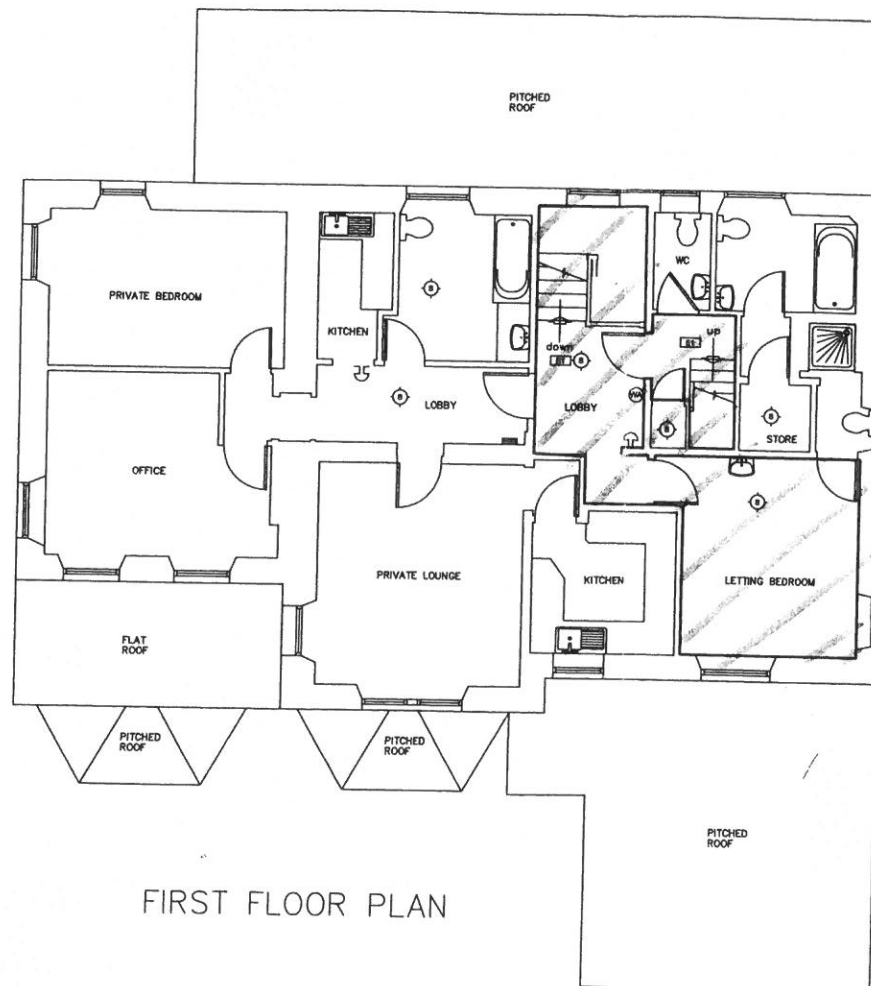 PITCHED
ROOF
PRIVATE BEDROOM
KITCHEN
WC
down
up
LOBBY
LOBBY
STORE
OFFICE
PRIVATE LOUNGE
KITCHEN
LETTING BEDROOM
FLAT
ROOF
PITCHED
ROOF
PITCHED
ROOF
PITCHED
ROOF
FIRST FLOOR PLAN
S
S
S
S
S
S